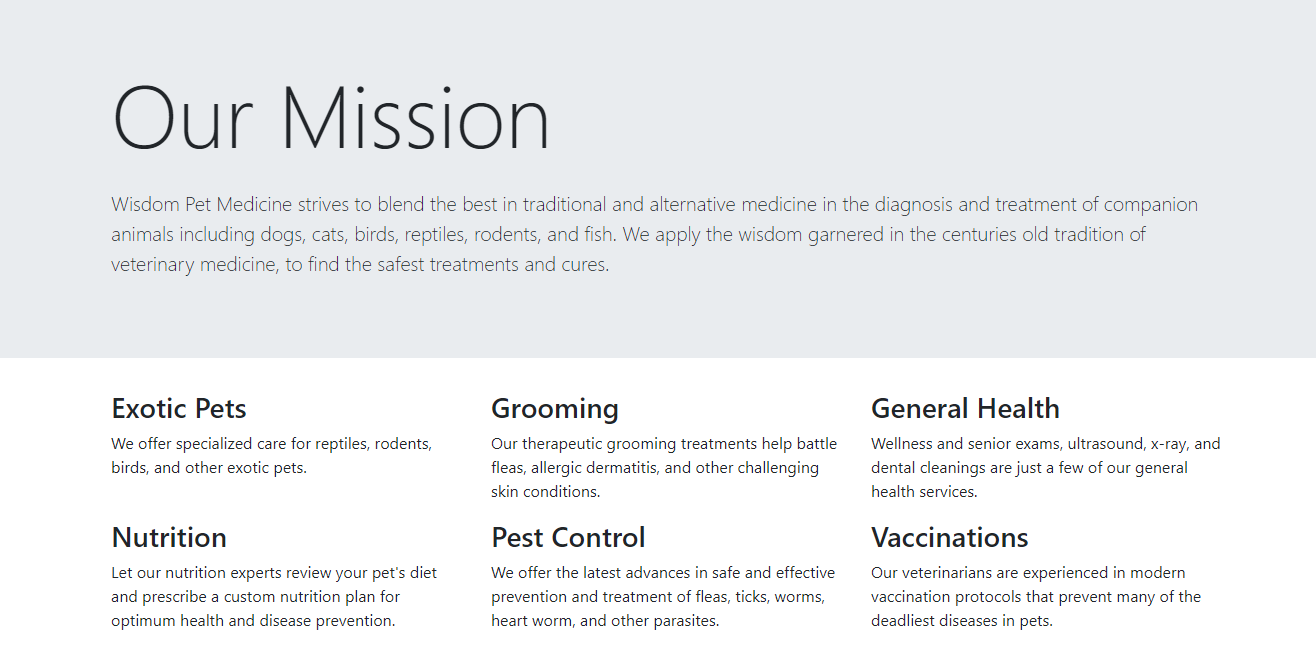 Our Mission
Wisdom Pet Medicine strives to blend the best in traditional and alternative medicine in the diagnosis and treatment of companion
animals including dogs, cats, birds, reptiles, rodents, and fish. We apply the wisdom garnered in the centuries old tradition of
veterinary medicine, to find the safest treatments and cures.
Exotic Pets
We offer specialized care for reptiles, rodents,
birds, and other exotic pets.
Grooming
Our therapeutic grooming treatments help battle
fleas, allergic dermatitis, and other challenging
skin conditions.
General Health
Wellness and senior exams, ultrasound, x-ray, and
dental cleanings are just a few of our general
health services.
Nutrition
Let our nutrition experts review your pet's diet
and prescribe a custom nutrition plan for
optimum health and disease prevention.
Pest Control
We offer the latest advances in safe and effective
prevention and treatment of fleas, ticks, worms,
heart worm, and other parasites.
Vaccinations
Our veterinarians are experienced in modern
vaccination protocols that prevent many of the
deadliest diseases in pets.